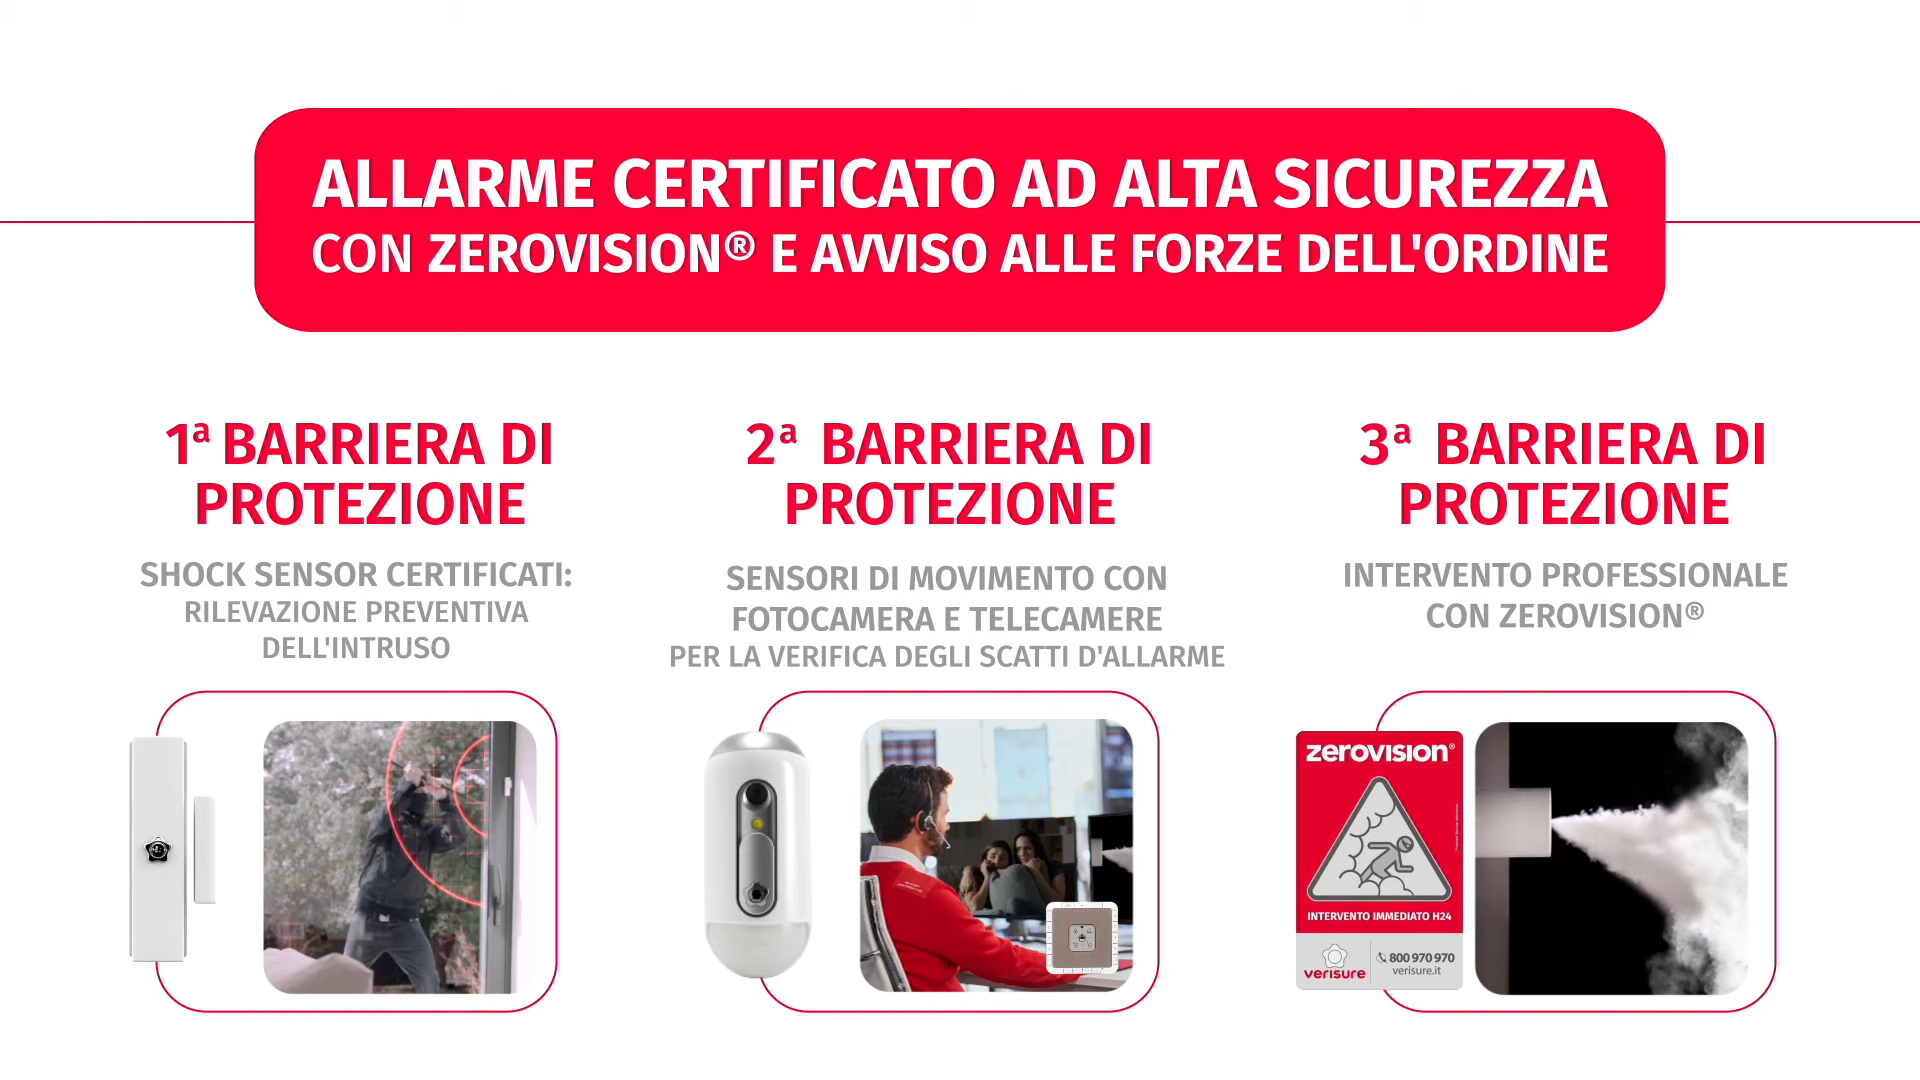 ALLARME CERTIFICATO AD ALTA SICUREZZA
CON ZEROVISION® E AVVISO ALLE FORZE DELL'ORDINE
1ª BARRIERA DI
PROTEZIONE
SHOCK SENSOR CERTIFICATI:
RILEVAZIONE PREVENTIVA
DELL'INTRUSO
2ª BARRIERA DI
PROTEZIONE
SENSORI DI MOVIMENTO CON
FOTOCAMERA E TELECAMERE
PER LA VERIFICA DEGLI SCATTI D'ALLARME
3ª BARRIERA DI
PROTEZIONE
INTERVENTO PROFESSIONALE
CON ZEROVISION®
zerovision®
INTERVENTO IMMEDIATO H24
verisure
800 970 970
verisure.it